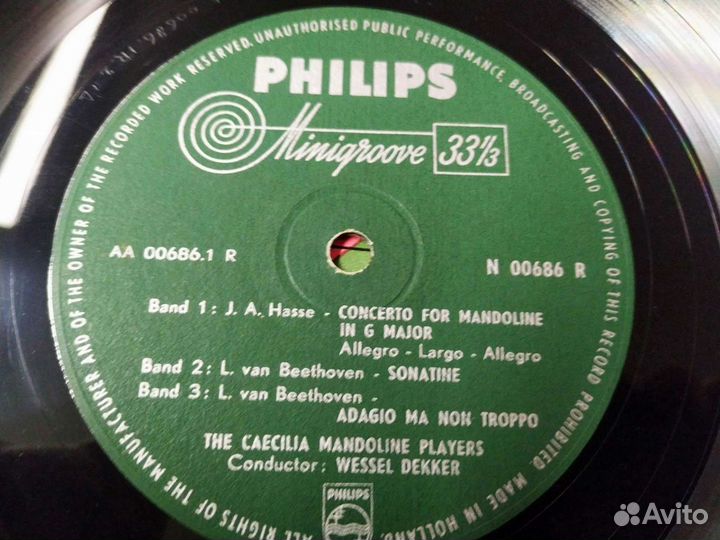 ALL RIGHTS OF THE MANUFACTURER AND OF THE OWNER OF THE RECORDED WORK RESERVED. UNAUTHORISED PUBLIC PERFORMANCE, BROADCASTING AND COPYING OF THIS RECORD PROHIBITED. MADE IN HOLLAND.
PHILIPS
Minigroove 33⅓
AA 00686.1 R
N 00686 R
Band 1: J. A. Hasse - CONCERTO FOR MANDOLINE
IN G MAJOR
Allegro - Largo - Allegro
Band 2: L. van Beethoven - SONATINE
Band 3: L. van Beethoven -
ADAGIO MA NON TROPPO
THE CAECILIA MANDOLINE PLAYERS
Conductor: WESSEL DEKKER
PHILIPS
Avito